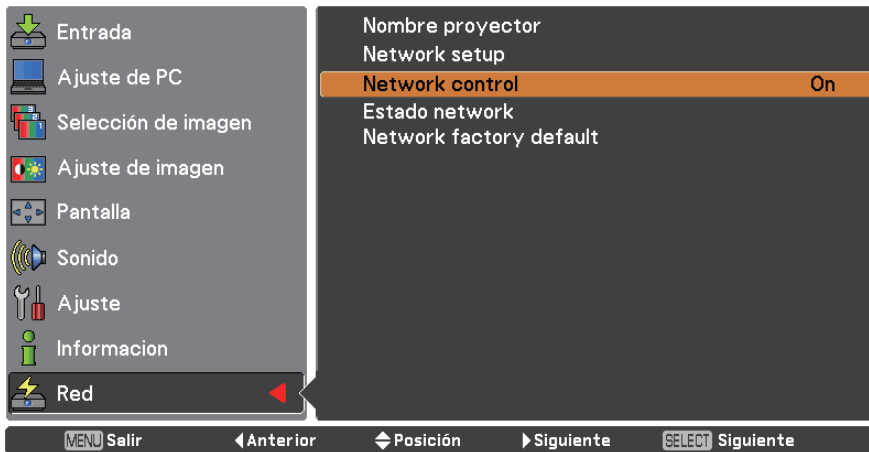 Entrada
Ajuste de PC
Selección de imagen
Ajuste de imagen
Pantalla
Sonido
Ajuste
Informacion
Red
Nombre proyector
Network setup
Network control On
Estado network
Network factory default
MENU Salir Anterior Posición Siguiente SELECT Siguiente